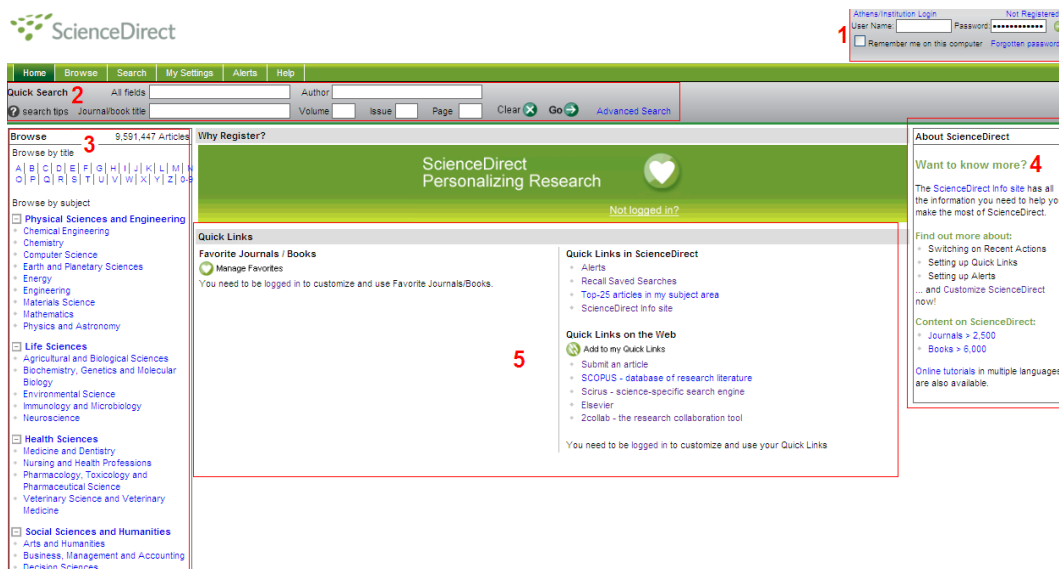 ScienceDirect
Athens/Institution Login Not Registered
User Name: Password:
1
Remember me on this computer Forgotten password
Home Browse Search My Settings Alerts Help
Quick Search 2 All fields Author
? search tips Journal/book title Volume Issue Page Clear Go Advanced Search
Browse 3 9,591,447 Articles
Browse by title
A| B| C| D| E| F| G| H| I| J| K| L| M| N
O| P| Q| R| S| T| U| V| W| X| Y| Z| 0-9
Browse by subject
Physical Sciences and Engineering
Chemical Engineering
Chemistry
Computer Science
Earth and Planetary Sciences
Energy
Engineering
Materials Science
Mathematics
Physics and Astronomy
Life Sciences
Agricultural and Biological Sciences
Biochemistry, Genetics and Molecular
Biology
Environmental Science
Immunology and Microbiology
Neuroscience
Health Sciences
Medicine and Dentistry
Nursing and Health Professions
Pharmacology, Toxicology and
Pharmaceutical Science
Veterinary Science and Veterinary
Medicine
Social Sciences and Humanities
Arts and Humanities
Business, Management and Accounting
Decision Sciences
Why Register?
ScienceDirect
Personalizing Research
Not logged in?
Quick Links
Favorite Journals / Books
Manage Favorites
You need to be logged in to customize and use Favorite Journals/Books.
5
Quick Links in ScienceDirect
Alerts
Recall Saved Searches
Top-25 articles in my subject area
ScienceDirect Info site
Quick Links on the Web
Add to my Quick Links
Submit an article
SCOPUS - database of research literature
Scirus - science-specific search engine
Elsevier
2collab - the research collaboration tool
You need to be logged in to customize and use your Quick Links
About ScienceDirect
Want to know more? 4
The ScienceDirect Info site has all
the information you need to help you
make the most of ScienceDirect.
Find out more about:
Switching on Recent Actions
Setting up Quick Links
Setting up Alerts
... and Customize ScienceDirect
now!
Content on ScienceDirect:
Journals > 2,500
Books > 6,000
Online tutorials in multiple languages
are also available.